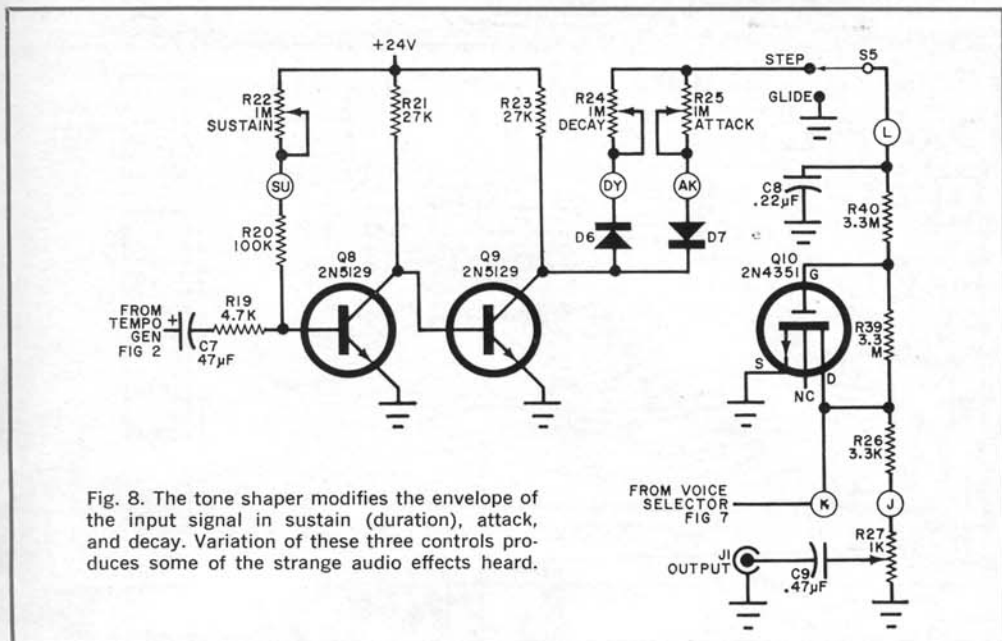 +24V
R22
1M
SUSTAIN
R21
27K
R23
27K
R24
1M
DECAY
R25
1M
ATTACK
STEP
S5
GLIDE
L
SU
DY
AK
C8
.22μF
R40
3.3M
R20
100K
D6
D7
Q8
2N5129
Q9
2N5129
Q10
2N4351
G
FROM
TEMPO
GEN
FIG 2
+
R19
4.7K
C7
47μF
R39
3.3
M
S
D
NC
R26
3.3K
FROM VOICE
SELECTOR
FIG 7
K
J
R27
1K
J1
OUTPUT
C9
.47μF
Fig. 8. The tone shaper modifies the envelope of
the input signal in sustain (duration), attack,
and decay. Variation of these three controls pro-
duces some of the strange audio effects heard.